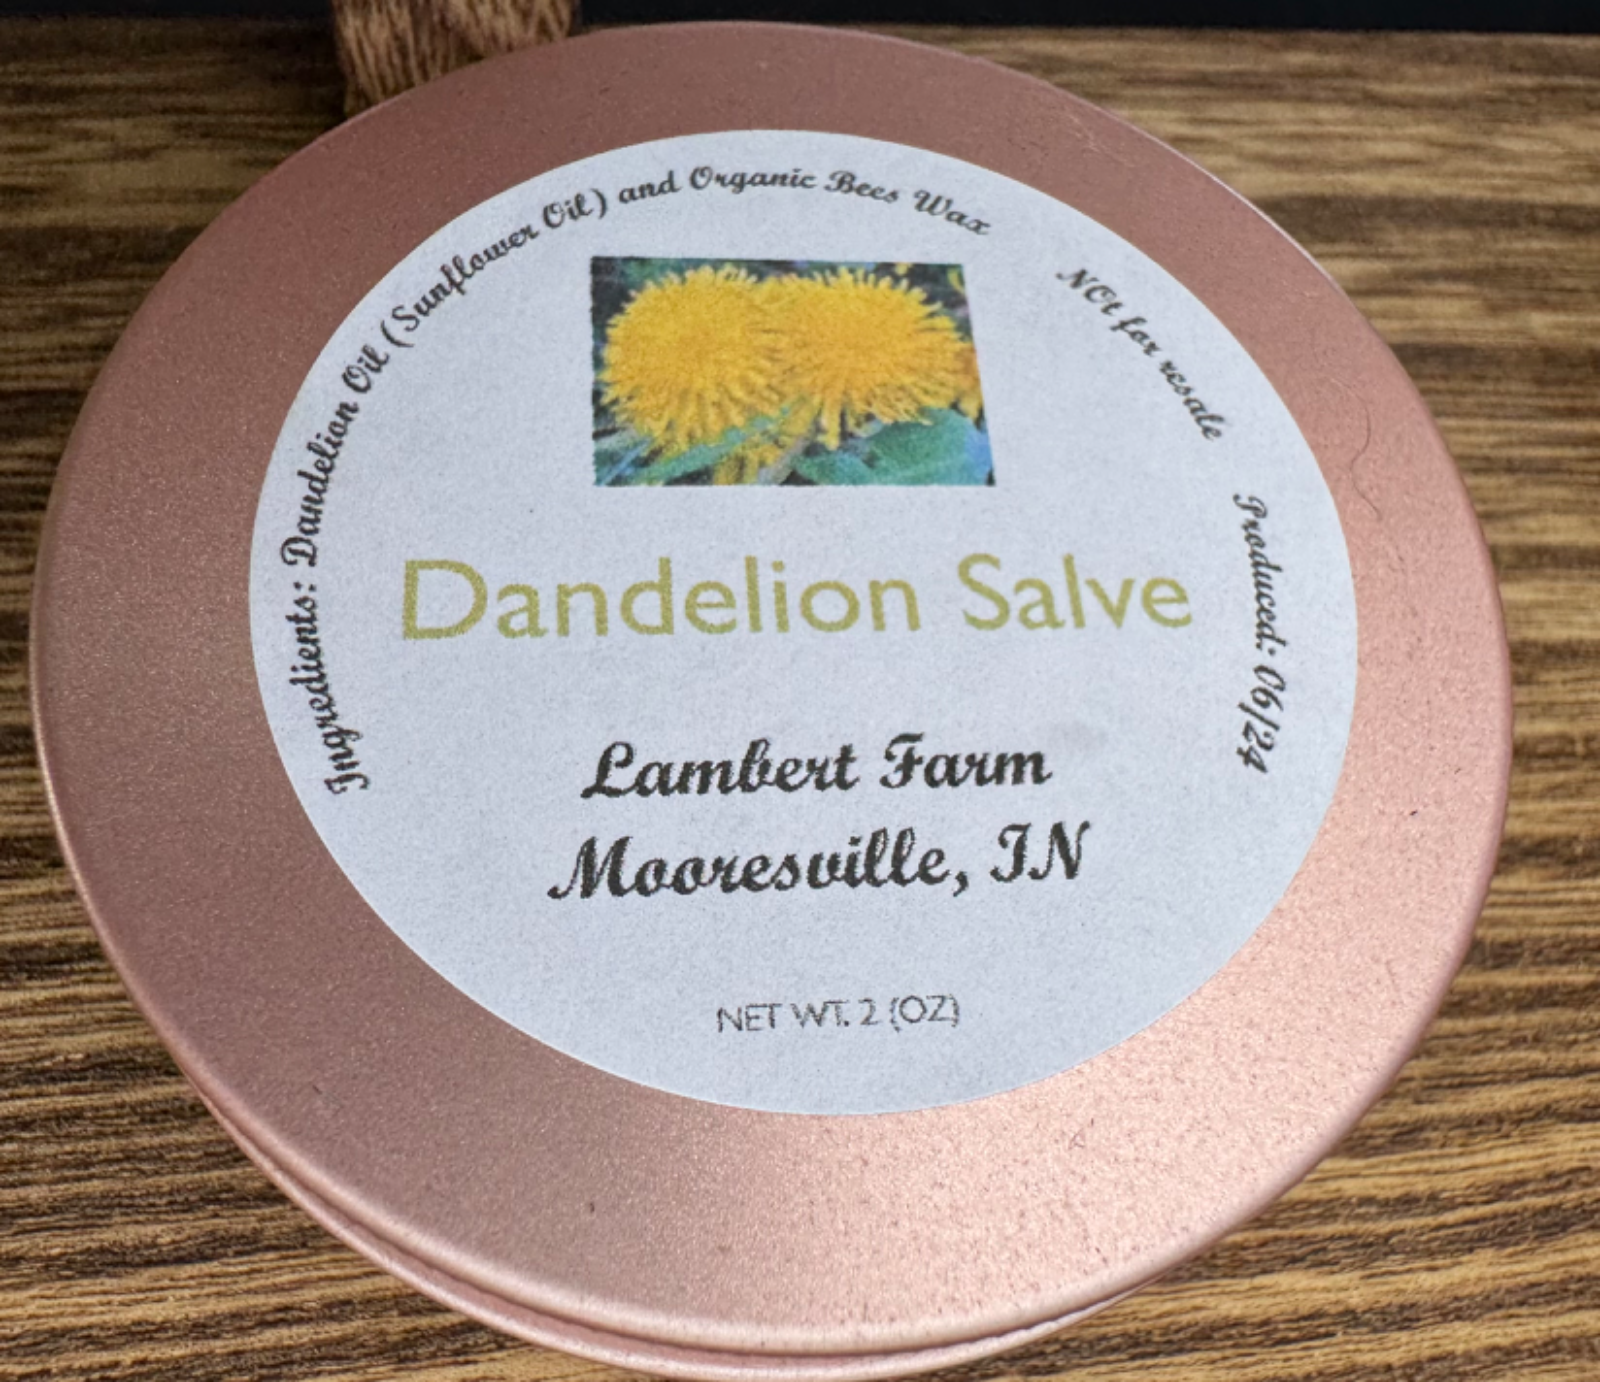 Ingredients: Dandelion Oil (Sunflower Oil) and Organic Bees Wax
NOt for resale
Produced: 06/24
Dandelion Salve
Lambert Farm
Mooresville, IN
NET WT. 2 (OZ)